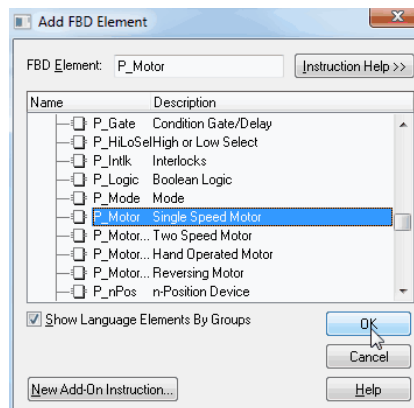 Add FBD Element
x
FBD Element: P_Motor Instruction Help >>
Name Description
P_Gate Condition Gate/Delay
P_HiLoSel High or Low Select
P_Intlk Interlocks
P_Logic Boolean Logic
P_Mode Mode
P_Motor Single Speed Motor
P_Motor... Two Speed Motor
P_Motor... Hand Operated Motor
P_Motor... Reversing Motor
P_nPos n-Position Device
Show Language Elements By Groups
OK
Cancel
New Add-On Instruction... Help